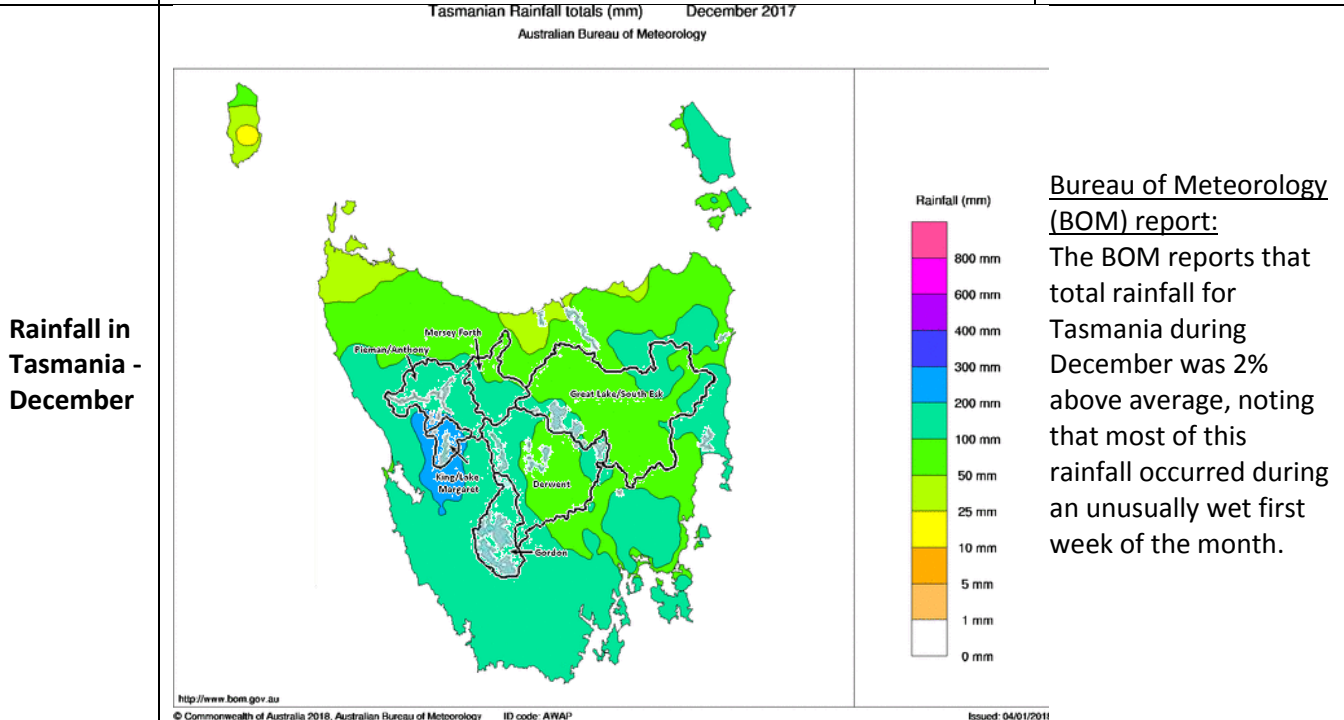 Tasmanian Rainfall totals (mm) December 2017
Australian Bureau of Meteorology
Rainfall in
Tasmania -
December
Mersey Forth
Pieman/Anthony
Great Lake/South Esk
King/Lake
Margaret
Derwent
Gordon
Rainfall (mm)
800 mm
600 mm
400 mm
300 mm
200 mm
100 mm
50 mm
25 mm
10 mm
5 mm
1 mm
0 mm
http://www.bom.gov.au
© Commonwealth of Australia 2018, Australian Bureau of Meteorology ID code: AWAP Issued: 04/01/2018
Bureau of Meteorology
(BOM) report:
The BOM reports that
total rainfall for
Tasmania during
December was 2%
above average, noting
that most of this
rainfall occurred during
an unusually wet first
week of the month.